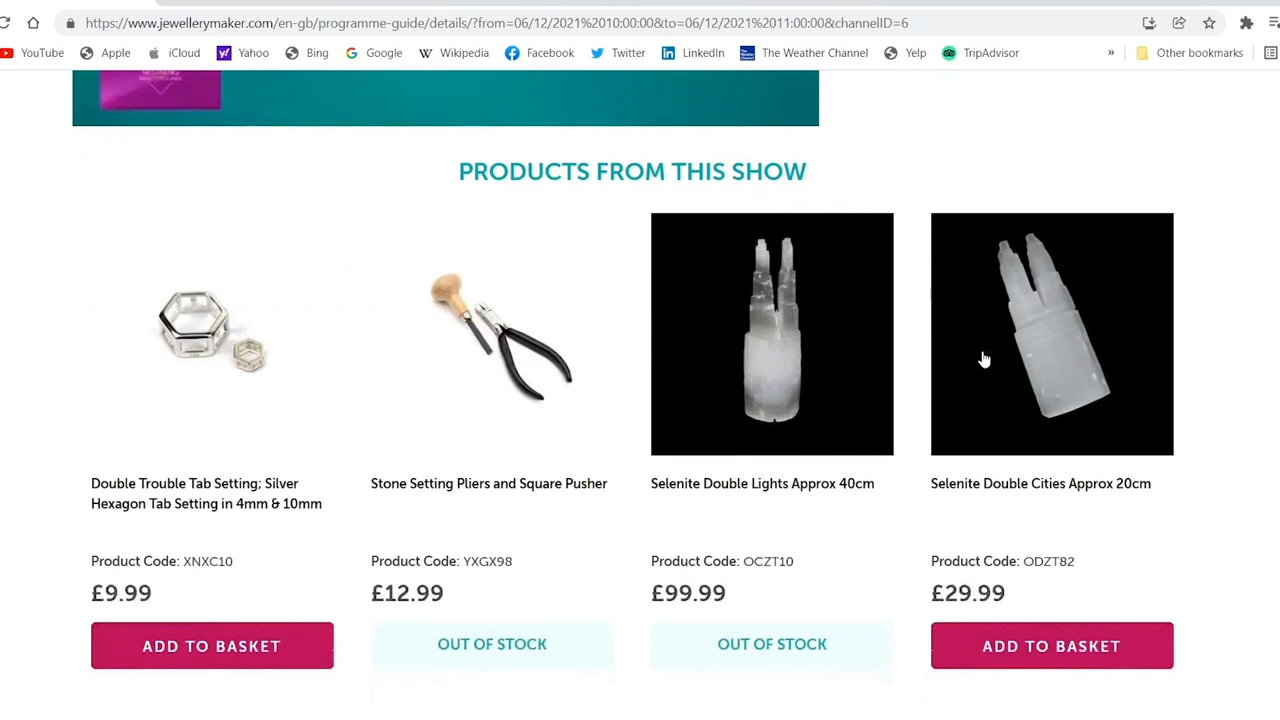 https://www.jewellerymaker.com/en-gb/programme-guide/details/?from=06/12/2021%2010:00:00&to=06/12/2021%2011:00:00&channelID=6
YouTube Apple iCloud Yahoo Bing Google Wikipedia Facebook Twitter LinkedIn The Weather Channel Yelp TripAdvisor » Other bookmarks
PRODUCTS FROM THIS SHOW
Double Trouble Tab Setting; Silver
Hexagon Tab Setting in 4mm & 10mm
Product Code: XNXC10
£9.99
ADD TO BASKET
Stone Setting Pliers and Square Pusher
Product Code: YXGX98
£12.99
OUT OF STOCK
Selenite Double Lights Approx 40cm
Product Code: OCZT10
£99.99
OUT OF STOCK
Selenite Double Cities Approx 20cm
Product Code: ODZT82
£29.99
ADD TO BASKET